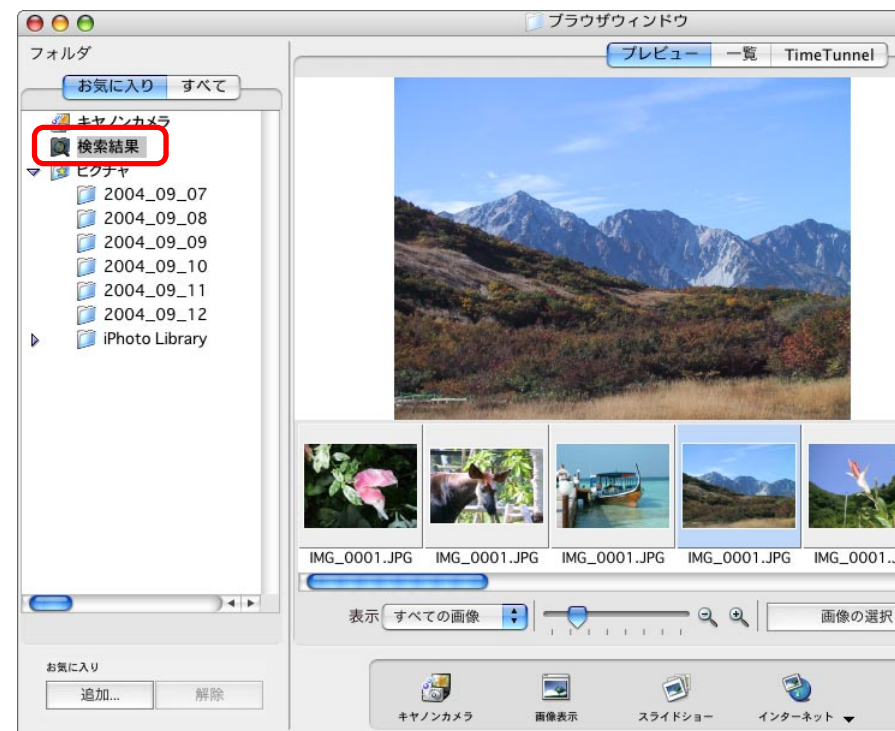 ブラウザウィンドウ
フォルダ
お気に入り すべて
キヤノンカメラ
検索結果
ピクチャ
2004_09_07
2004_09_08
2004_09_09
2004_09_10
2004_09_11
2004_09_12
iPhoto Library
プレビュー 一覧 TimeTunnel
IMG_0001.JPG IMG_0001.JPG IMG_0001.JPG IMG_0001.JPG IMG_0001.
表示 すべての画像
画像の選択
お気に入り
追加... 解除
キヤノンカメラ 画像表示 スライドショー インターネット